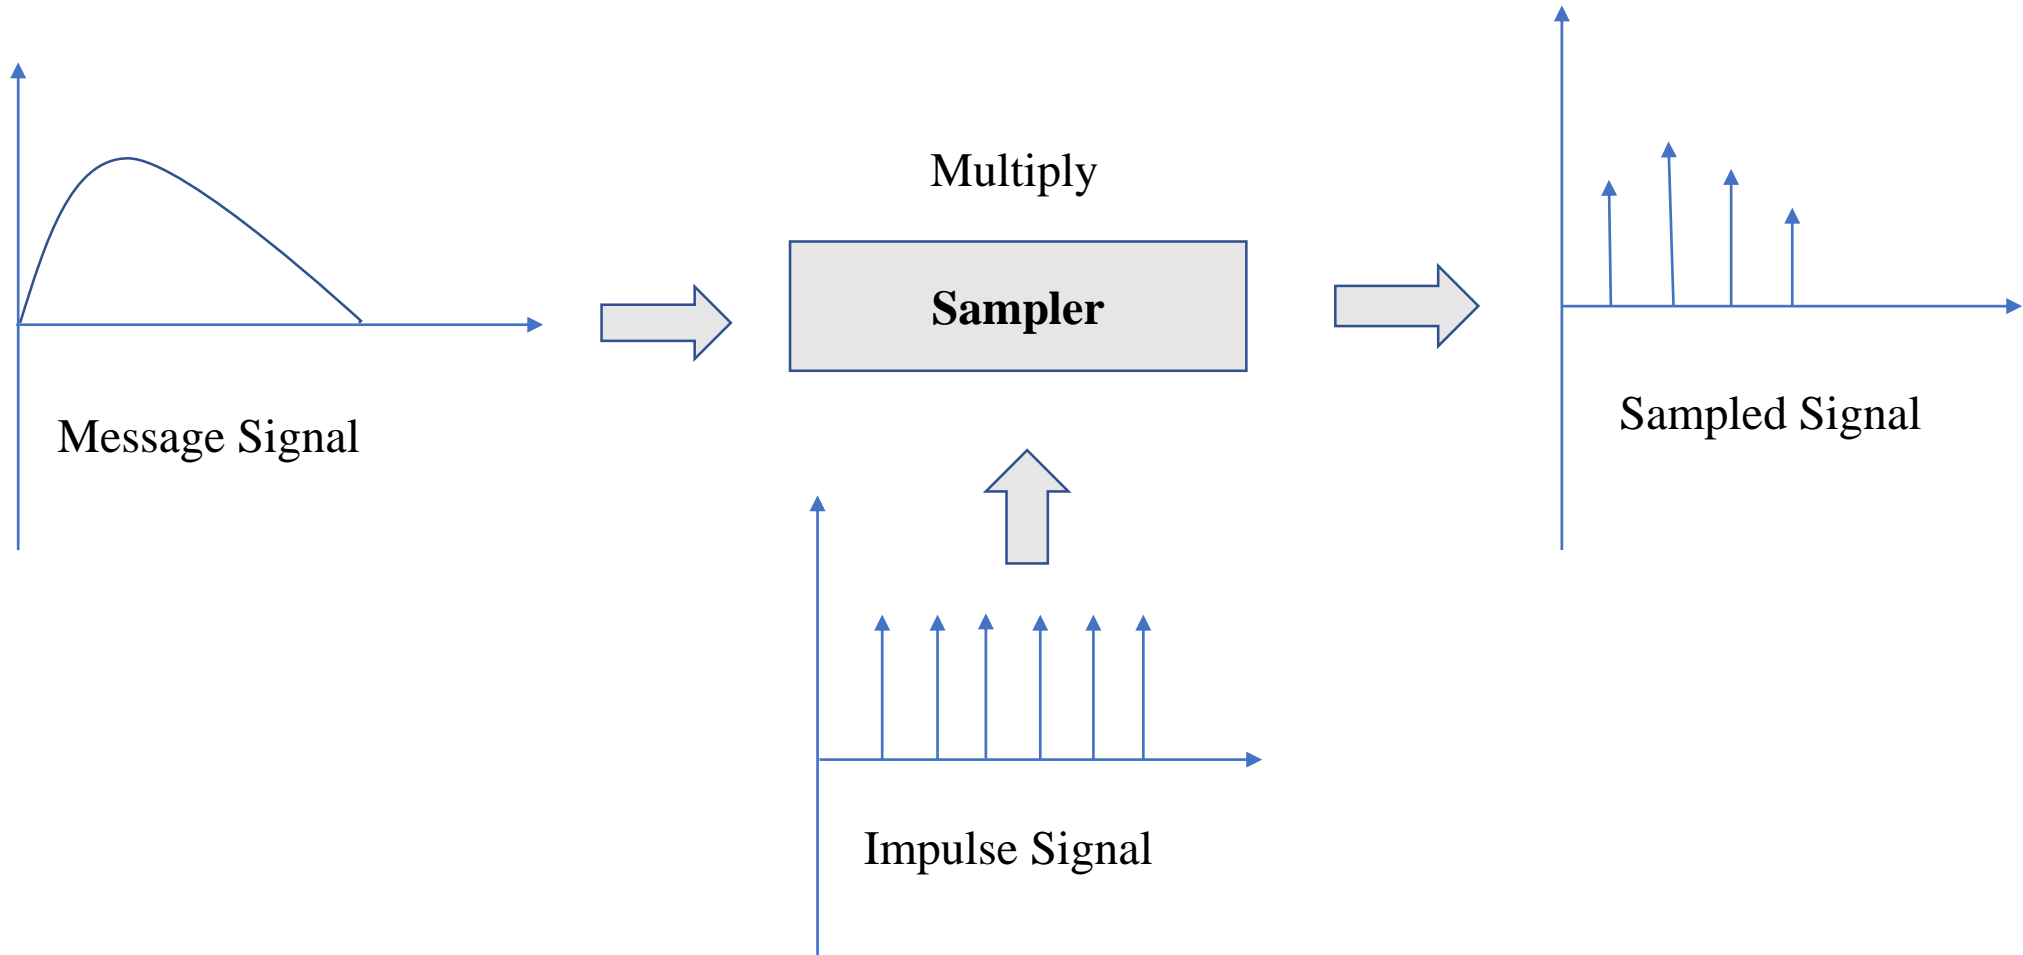 Multiply
Sampler
Message Signal
Sampled Signal
Impulse Signal